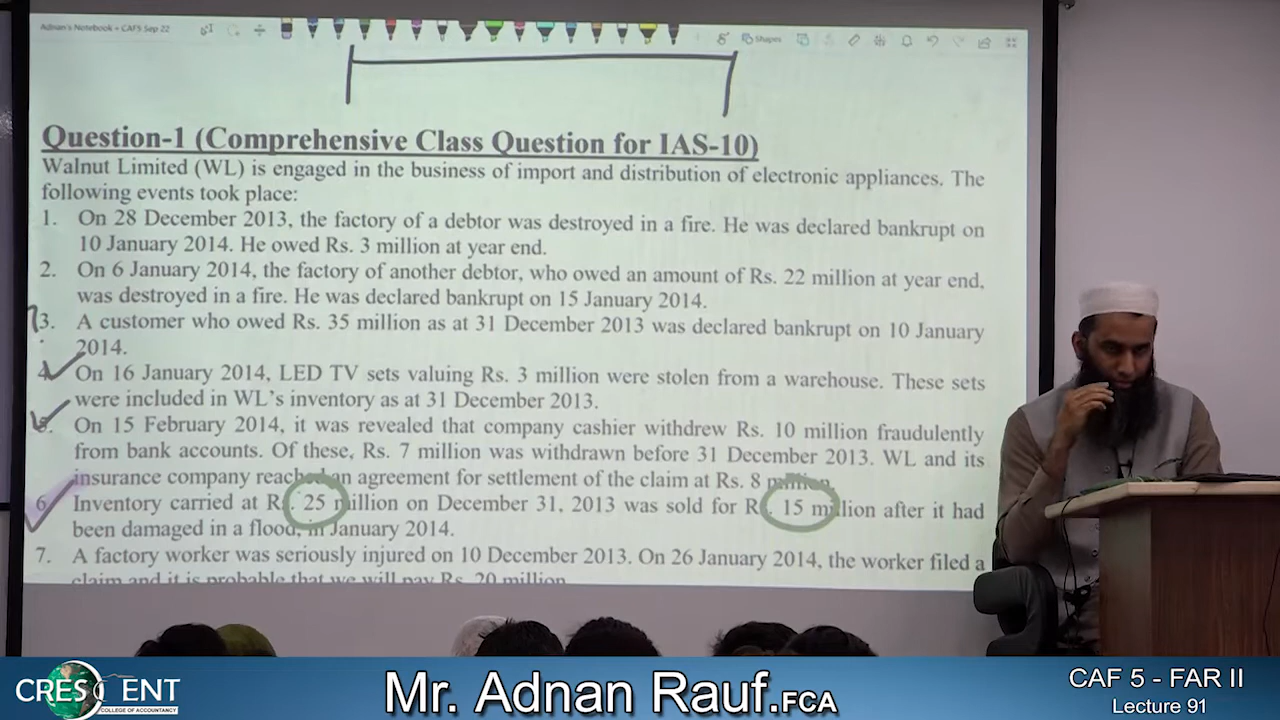 Adnan's Notebook » CAF5 Sep 22
Shapes
Question-1 (Comprehensive Class Question for IAS-10)
Walnut Limited (WL) is engaged in the business of import and distribution of electronic appliances. The
following events took place:
1. On 28 December 2013, the factory of a debtor was destroyed in a fire. He was declared bankrupt on
10 January 2014. He owed Rs. 3 million at year end.
2. On 6 January 2014, the factory of another debtor, who owed an amount of Rs. 22 million at year end,
was destroyed in a fire. He was declared bankrupt on 15 January 2014.
3. A customer who owed Rs. 35 million as at 31 December 2013 was declared bankrupt on 10 January
2014.
4. On 16 January 2014, LED TV sets valuing Rs. 3 million were stolen from a warehouse. These sets
were included in WL's inventory as at 31 December 2013.
5. On 15 February 2014, it was revealed that company cashier withdrew Rs. 10 million fraudulently
from bank accounts. Of these, Rs. 7 million was withdrawn before 31 December 2013. WL and its
insurance company reached an agreement for settlement of the claim at Rs. 8 million.
6. Inventory carried at Rs. 25 million on December 31, 2013 was sold for Rs. 15 million after it had
been damaged in a flood, in January 2014.
7. A factory worker was seriously injured on 10 December 2013. On 26 January 2014, the worker filed a
claim and it is probable that we will pay Rs. 20 million.
CRESCENT
COLLEGE OF ACCOUNTANCY
Mr. Adnan Rauf.FCA
CAF 5 - FAR II
Lecture 91